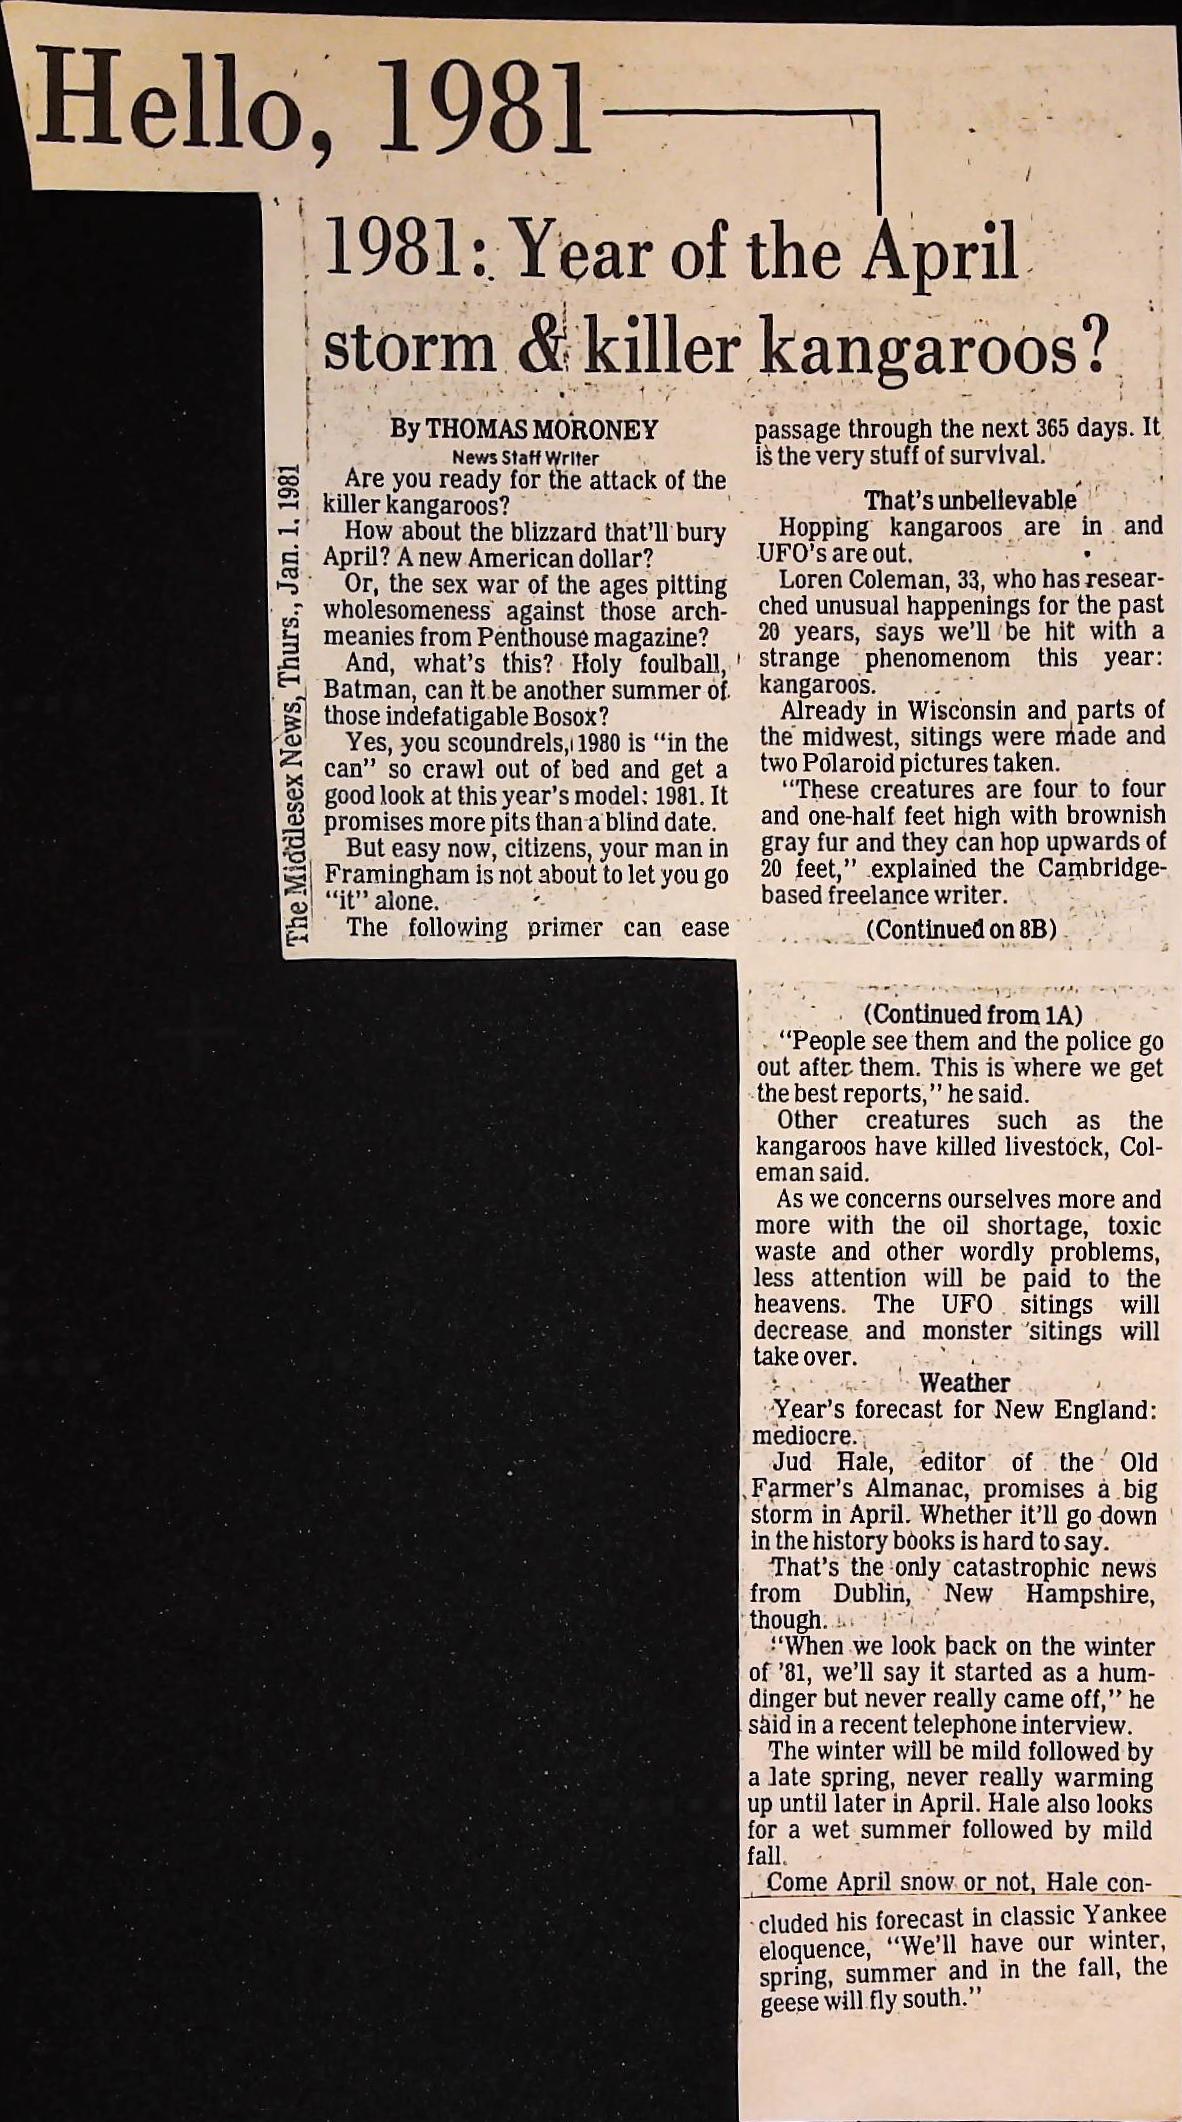 Hello, 1981
1981: Year of the April
storm & killer kangaroos?
The Middlesex News, Thurs., Jan. 1, 1981
By THOMAS MORONEY
News Staff Writer
Are you ready for the attack of the
killer kangaroos?
How about the blizzard that'll bury
April? A new American dollar?
Or, the sex war of the ages pitting
wholesomeness against those arch-
meanies from Penthouse magazine?
And, what's this? Holy foulball,
Batman, can it be another summer of
those indefatigable Bosox?
Yes, you scoundrels, 1980 is "in the
can" so crawl out of bed and get a
good look at this year's model: 1981. It
promises more pits than a blind date.
But easy now, citizens, your man in
Framingham is not about to let you go
"it" alone.
The following primer can ease
passage through the next 365 days. It
is the very stuff of survival.
That's unbelievable
Hopping kangaroos are in and
UFO's are out.
Loren Coleman, 33, who has resear-
ched unusual happenings for the past
20 years, says we'll be hit with a
strange phenomenom this year:
kangaroos.
Already in Wisconsin and parts of
the midwest, sitings were made and
two Polaroid pictures taken.
"These creatures are four to four
and one-half feet high with brownish
gray fur and they can hop upwards of
20 feet," explained the Cambridge-
based freelance writer.
(Continued on 8B)
(Continued from 1A)
"People see them and the police go
out after them. This is where we get
the best reports," he said.
Other creatures such as the
kangaroos have killed livestock, Col-
eman said.
As we concerns ourselves more and
more with the oil shortage, toxic
waste and other wordly problems,
less attention will be paid to the
heavens. The UFO sitings will
decrease and monster sitings will
take over.
Weather
Year's forecast for New England:
mediocre.
Jud Hale, editor of the Old
Farmer's Almanac, promises a big
storm in April. Whether it'll go down
in the history books is hard to say.
That's the only catastrophic news
from Dublin, New Hampshire,
though.
"When we look back on the winter
of '81, we'll say it started as a hum-
dinger but never really came off," he
said in a recent telephone interview.
The winter will be mild followed by
a late spring, never really warming
up until later in April. Hale also looks
for a wet summer followed by mild
fall.
Come April snow or not, Hale con-
cluded his forecast in classic Yankee
eloquence, "We'll have our winter,
spring, summer and in the fall, the
geese will fly south."